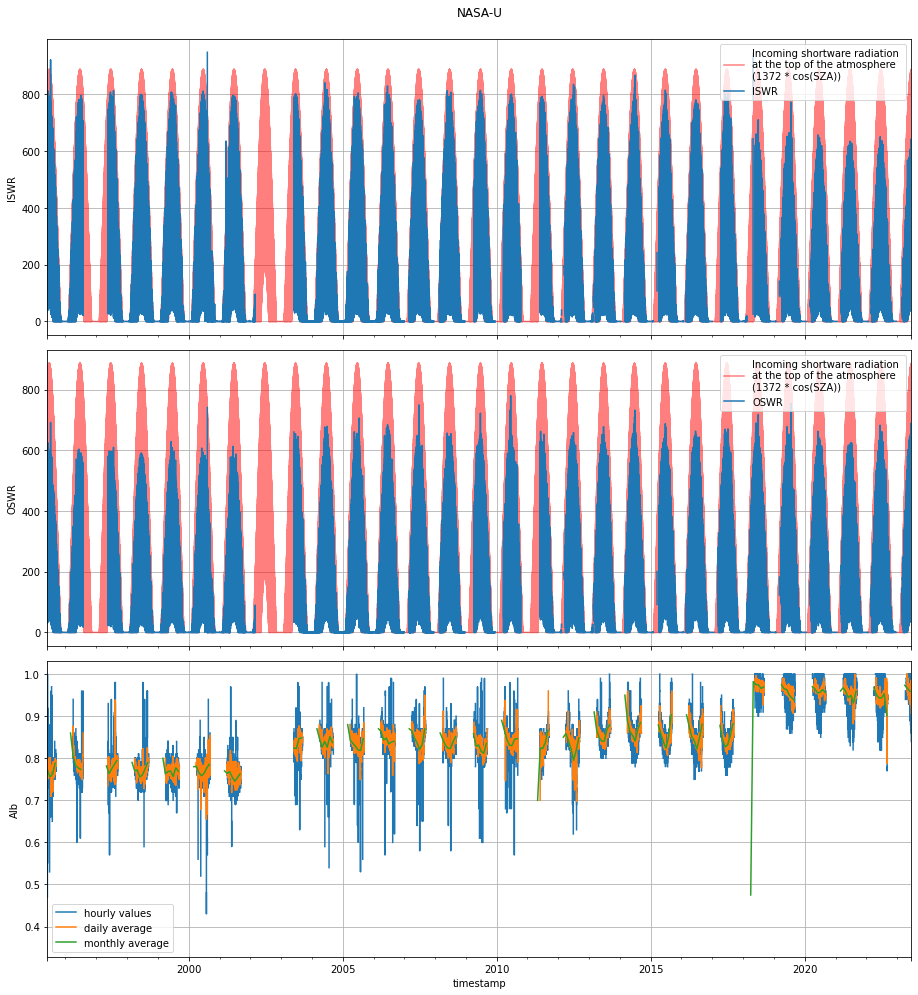 NASA-U
Incoming shortware radiation
at the top of the atmosphere
(1372 * cos(SZA))
ISWR
800
600
400
200
0
ISWR
Incoming shortware radiation
at the top of the atmosphere
(1372 * cos(SZA))
OSWR
800
600
400
200
0
OSWR
1.0
0.9
0.8
0.7
0.6
0.5
0.4
Alb
hourly values
daily average
monthly average
2000
2005
2010
2015
2020
timestamp